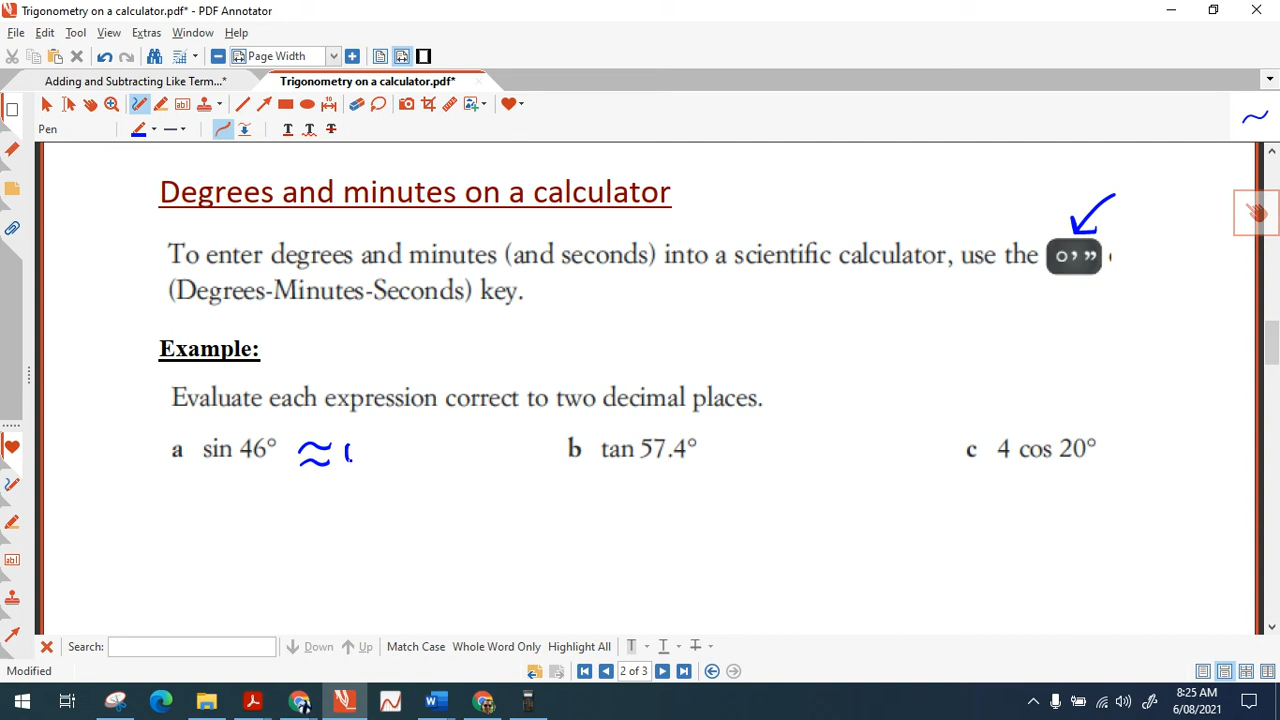 Trigonometry on a calculator.pdf* - PDF Annotator
File Edit Tool View Extras Window Help
Page Width
Adding and Subtracting Like Term...* Trigonometry on a calculator.pdf*
Pen
Degrees and minutes on a calculator
To enter degrees and minutes (and seconds) into a scientific calculator, use the ° ’ ”
(Degrees-Minutes-Seconds) key.
Example:
Evaluate each expression correct to two decimal places.
a sin 46° ≈ b tan 57.4° c 4 cos 20°
Search: Down Up Match Case Whole Word Only Highlight All T T T
2 of 3
Modified
8:25 AM
6/08/2021